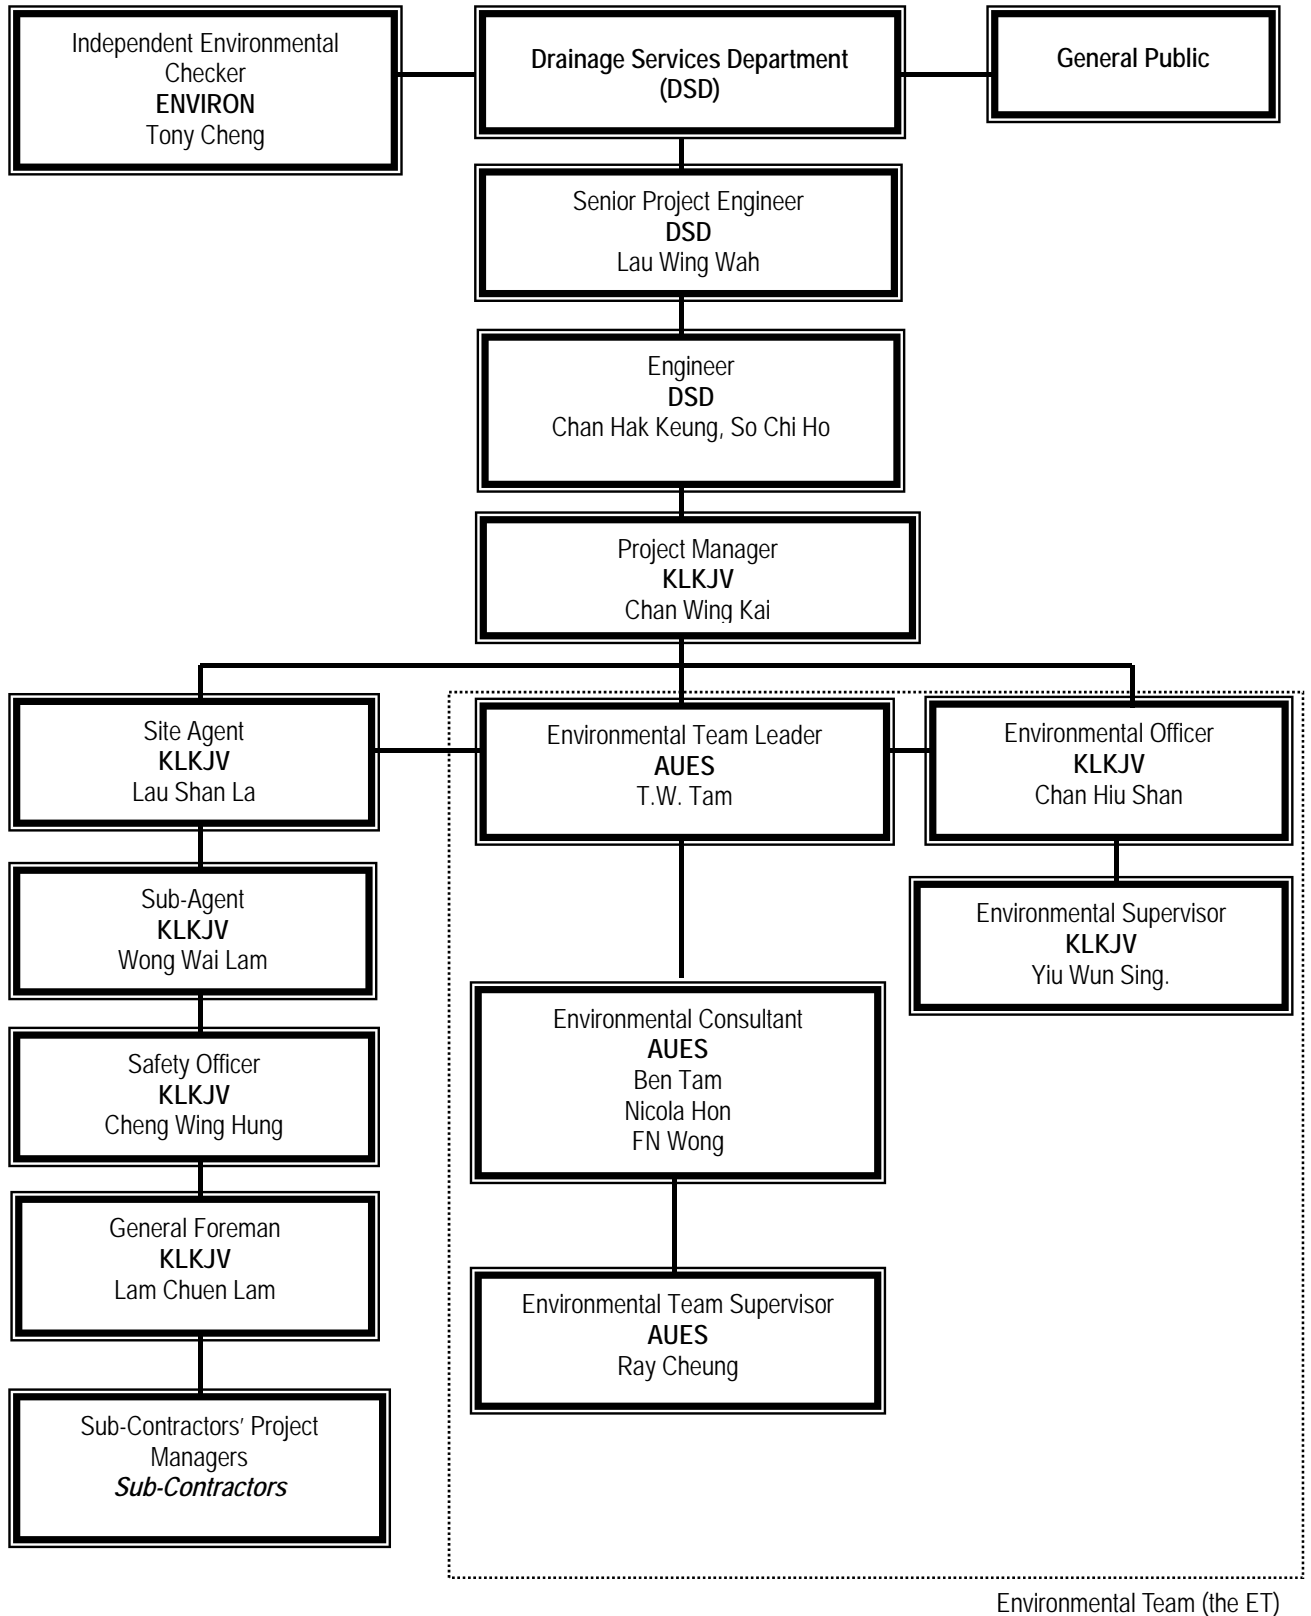 Independent Environmental
Checker
ENVIRON
Tony Cheng
Drainage Services Department
(DSD)
General Public
Senior Project Engineer
DSD
Lau Wing Wah
Engineer
DSD
Chan Hak Keung, So Chi Ho
Project Manager
KLKJV
Chan Wing Kai
Site Agent
KLKJV
Lau Shan La
Environmental Team Leader
AUES
T.W. Tam
Environmental Officer
KLKJV
Chan Hiu Shan
Sub-Agent
KLKJV
Wong Wai Lam
Environmental Supervisor
KLKJV
Yiu Wun Sing.
Environmental Consultant
AUES
Ben Tam
Nicola Hon
FN Wong
Safety Officer
KLKJV
Cheng Wing Hung
General Foreman
KLKJV
Lam Chuen Lam
Environmental Team Supervisor
AUES
Ray Cheung
Sub-Contractors’ Project
Managers
Sub-Contractors
Environmental Team (the ET)